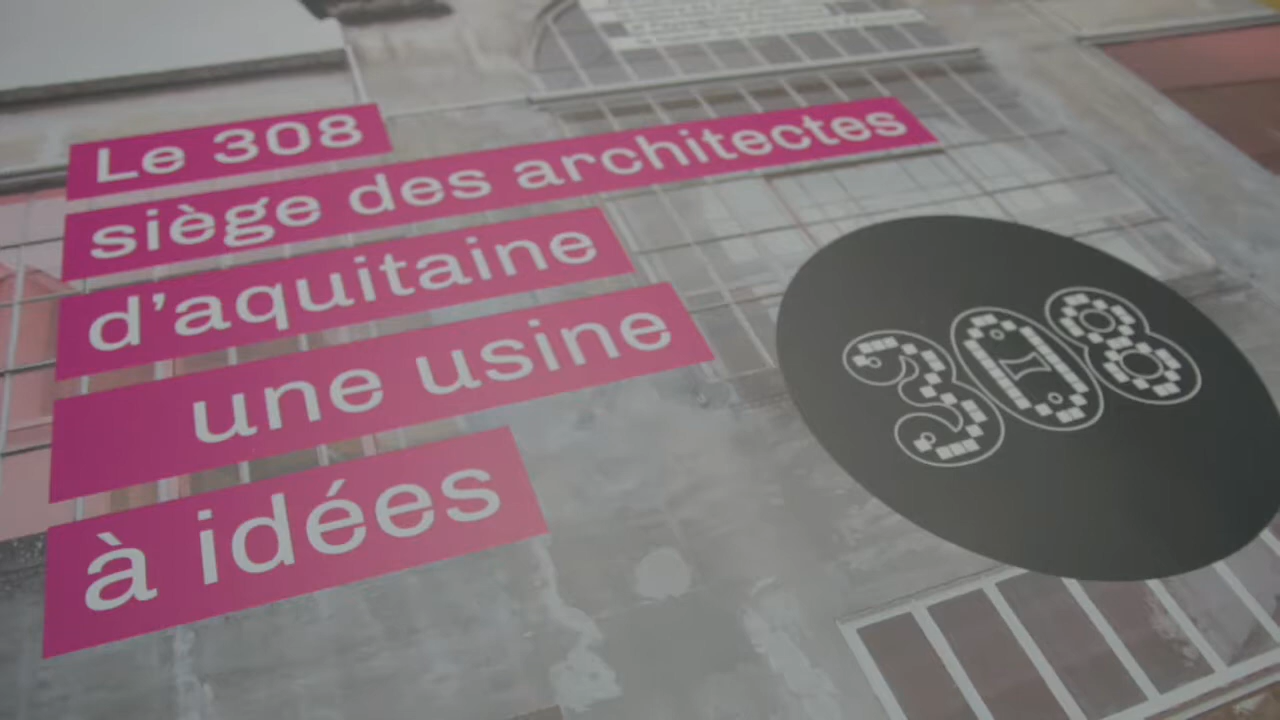 Le 308
siège des architectes
d'aquitaine
une usine
à idées
308